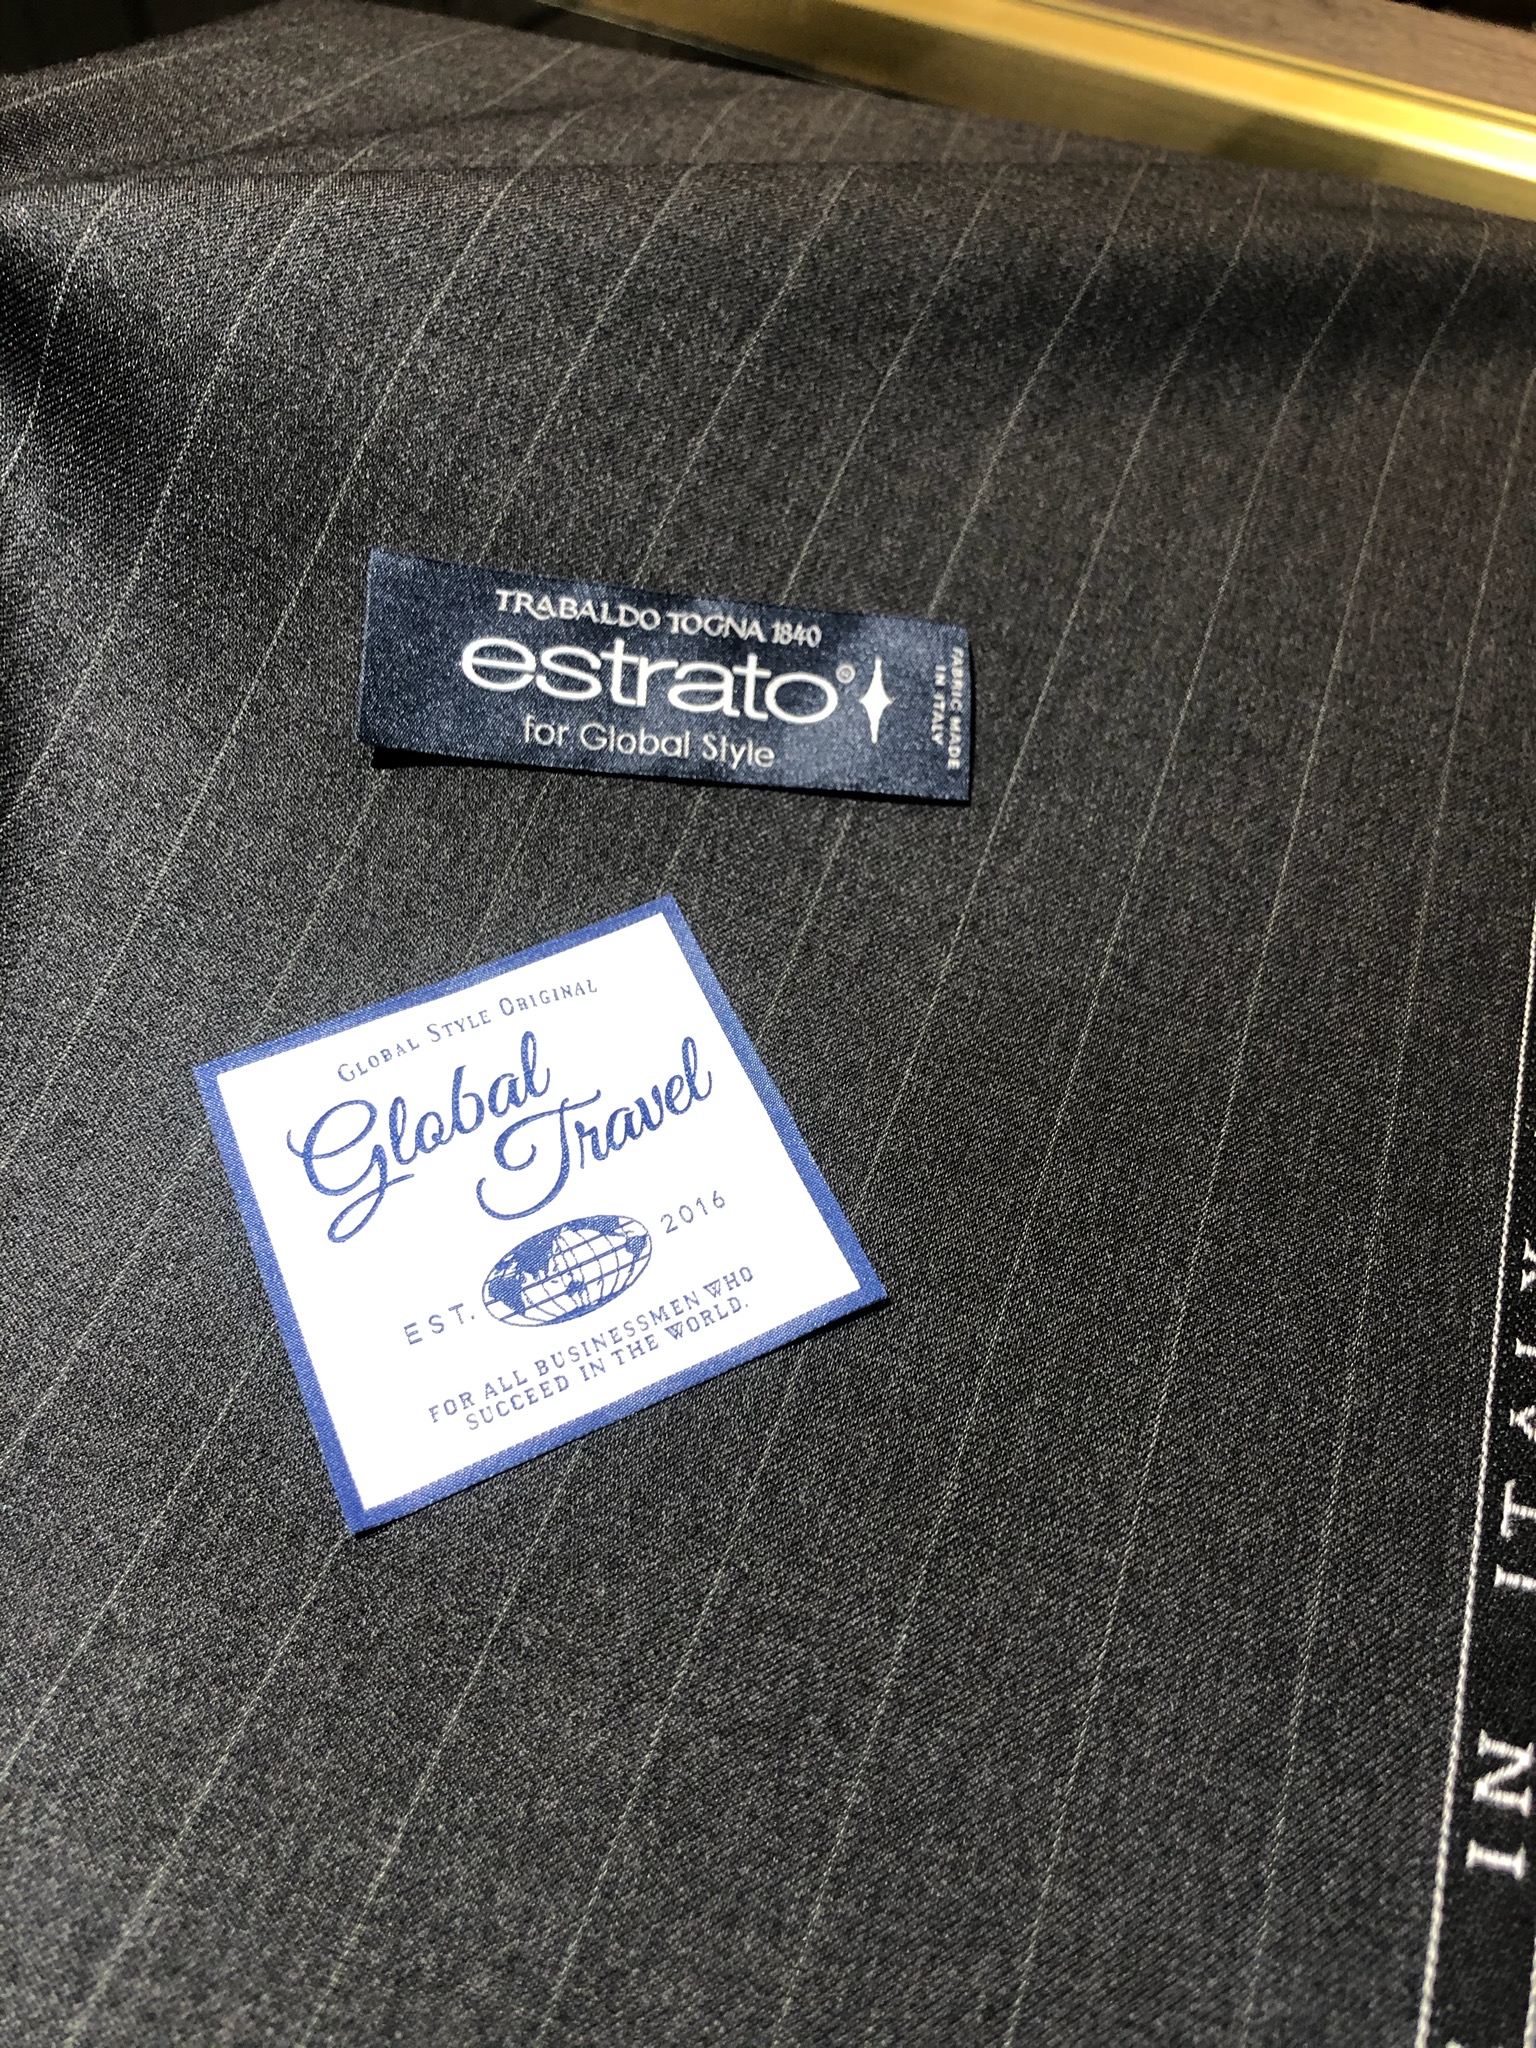 TRABALDO TOGNA 1840
estrato©
for Global Style
FABRIC MADE
IN ITALY
GLOBAL STYLE ORIGINAL
Global
Travel
EST. 2016
FOR ALL BUSINESSMEN WHO
SUCCEED IN THE WORLD.
IN ITALY